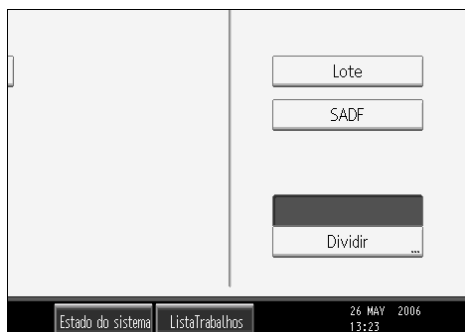 Lote
SADF
Dividir
...
Estado do sistema
ListaTrabalhos
26 MAY 2006
13:23